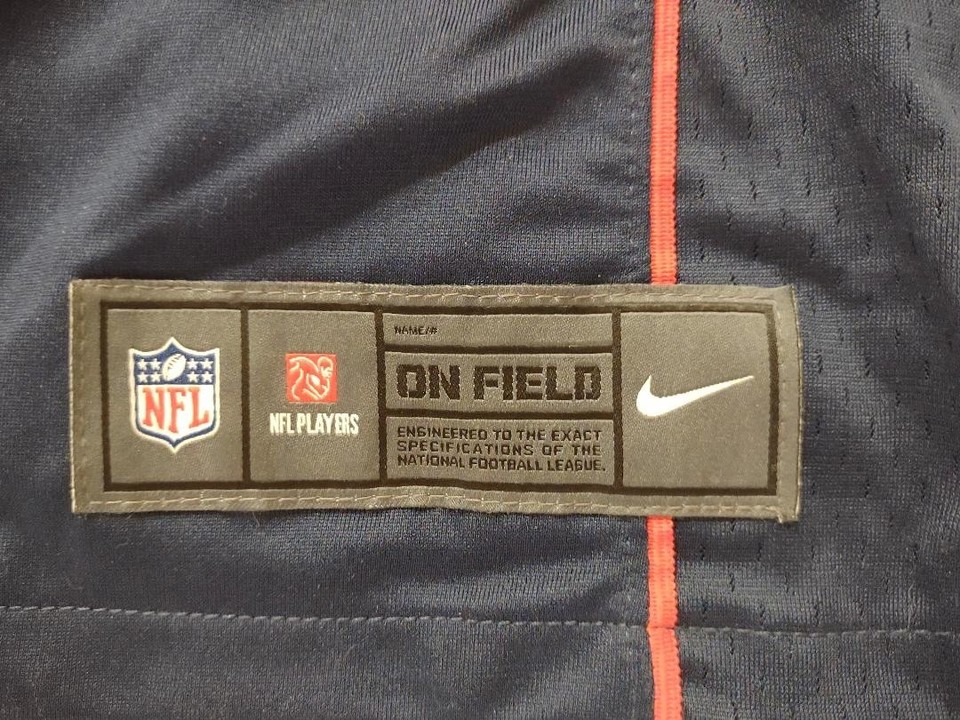 NFL
NFL PLAYERS
NAME/#
ON FIELD
ENGINEERED TO THE EXACT
SPECIFICATIONS OF THE
NATIONAL FOOTBALL LEAGUE.